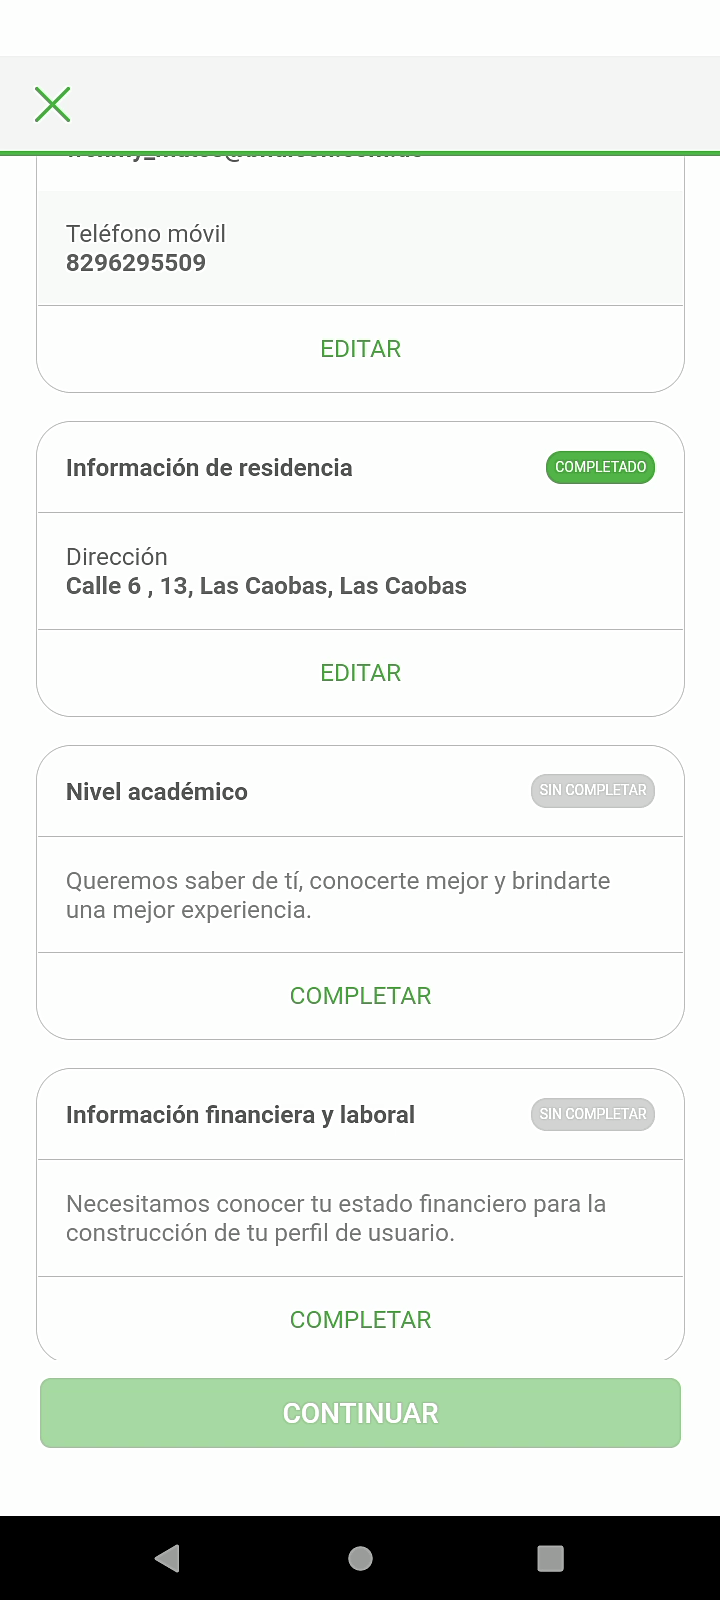 Teléfono móvil
8296295509
EDITAR
Información de residencia
COMPLETADO
Dirección
Calle 6 , 13, Las Caobas, Las Caobas
EDITAR
Nivel académico
SIN COMPLETAR
Queremos saber de tí, conocerte mejor y brindarte
una mejor experiencia.
COMPLETAR
Información financiera y laboral
SIN COMPLETAR
Necesitamos conocer tu estado financiero para la
construcción de tu perfil de usuario.
COMPLETAR
CONTINUAR